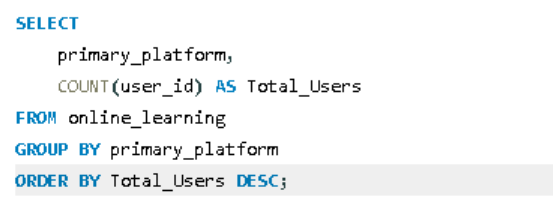 SELECT
    primary_platform,
    COUNT(user_id) AS Total_Users
FROM online_learning
GROUP BY primary_platform
ORDER BY Total_Users DESC;